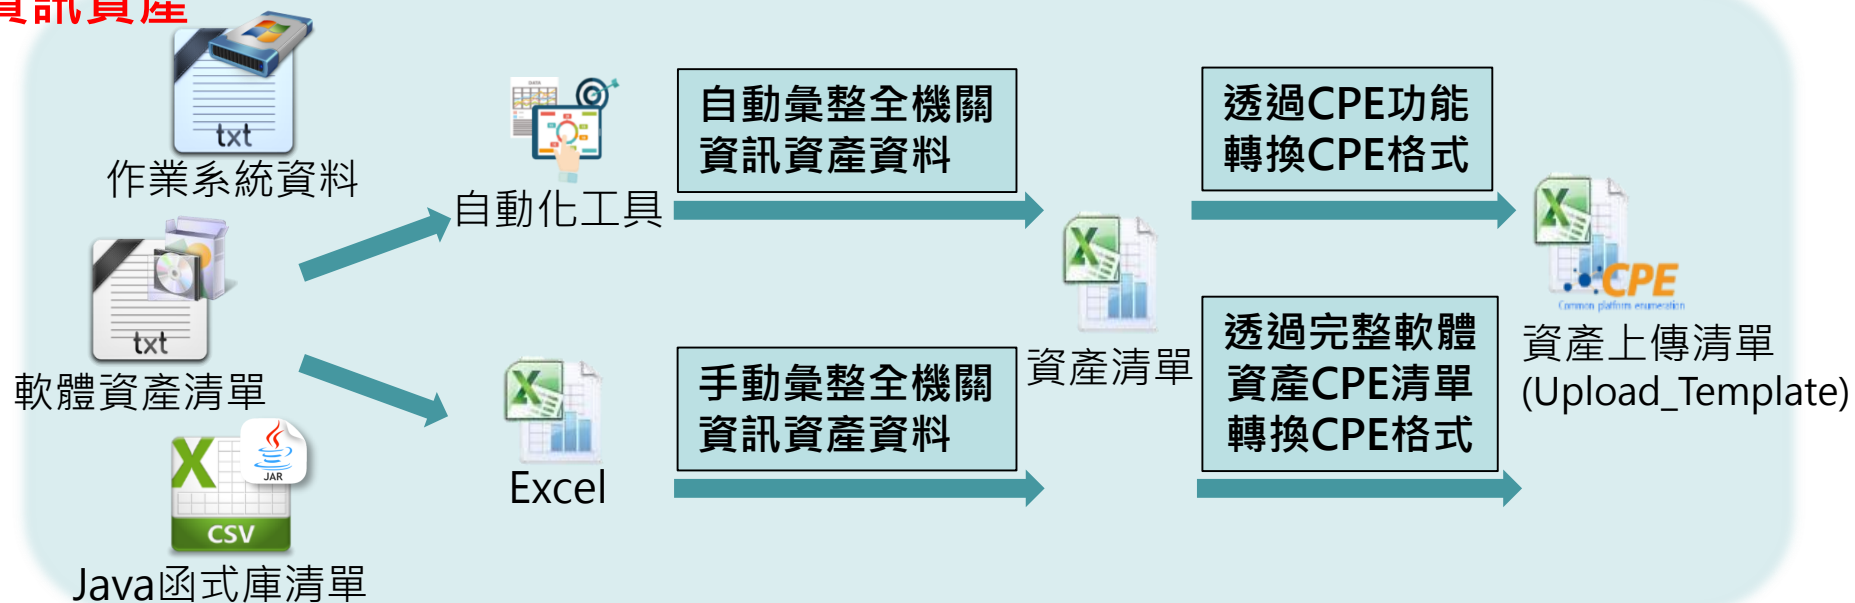 資訊資產
txt
作業系統資料
txt
軟體資產清單
JAR
CSV
Java函式庫清單
DATA
自動化工具
Excel
自動彙整全機關
資訊資產資料
手動彙整全機關
資訊資產資料
資產清單
透過CPE功能
轉換CPE格式
透過完整軟體
資產CPE清單
轉換CPE格式
CPE
Common platform enumeration
資產上傳清單
(Upload_Template)